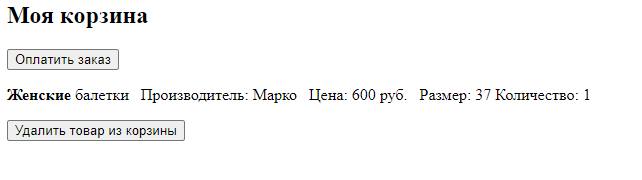 Моя корзина
Оплатить заказ
Женские балетки Производитель: Марко Цена: 600 руб. Размер: 37 Количество: 1
Удалить товар из корзины